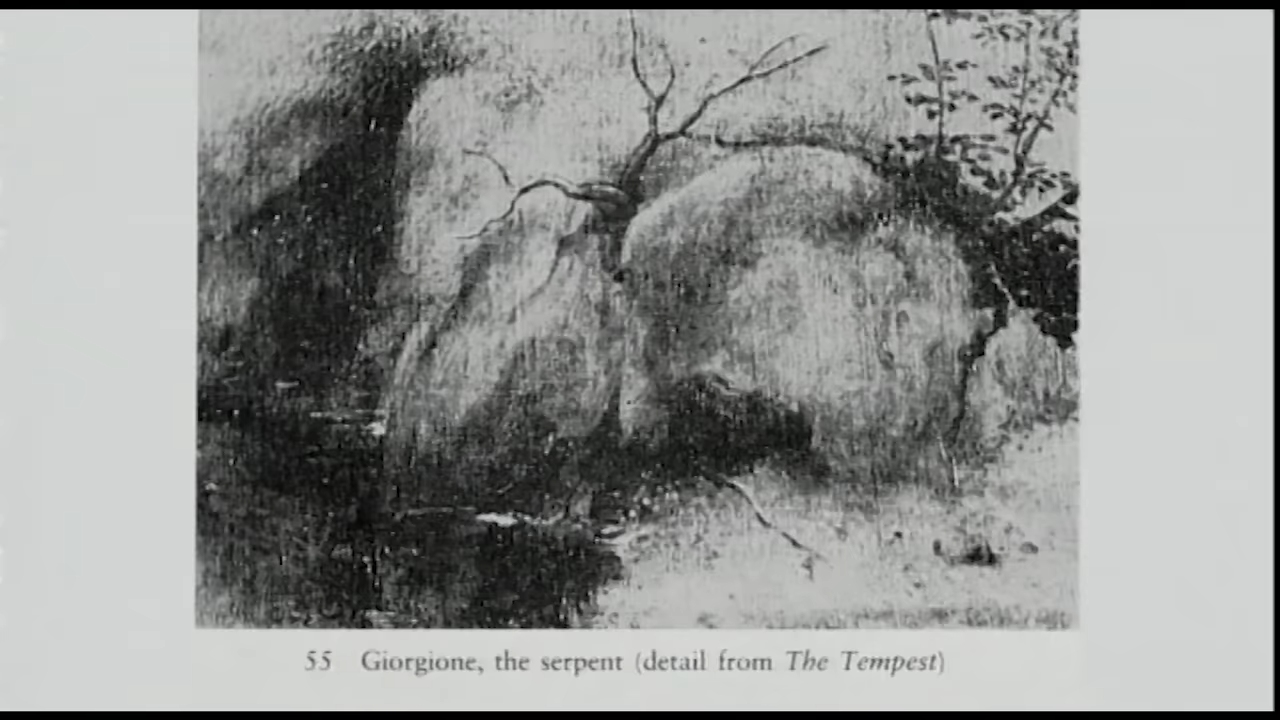 55 Giorgione, the serpent (detail from The Tempest)